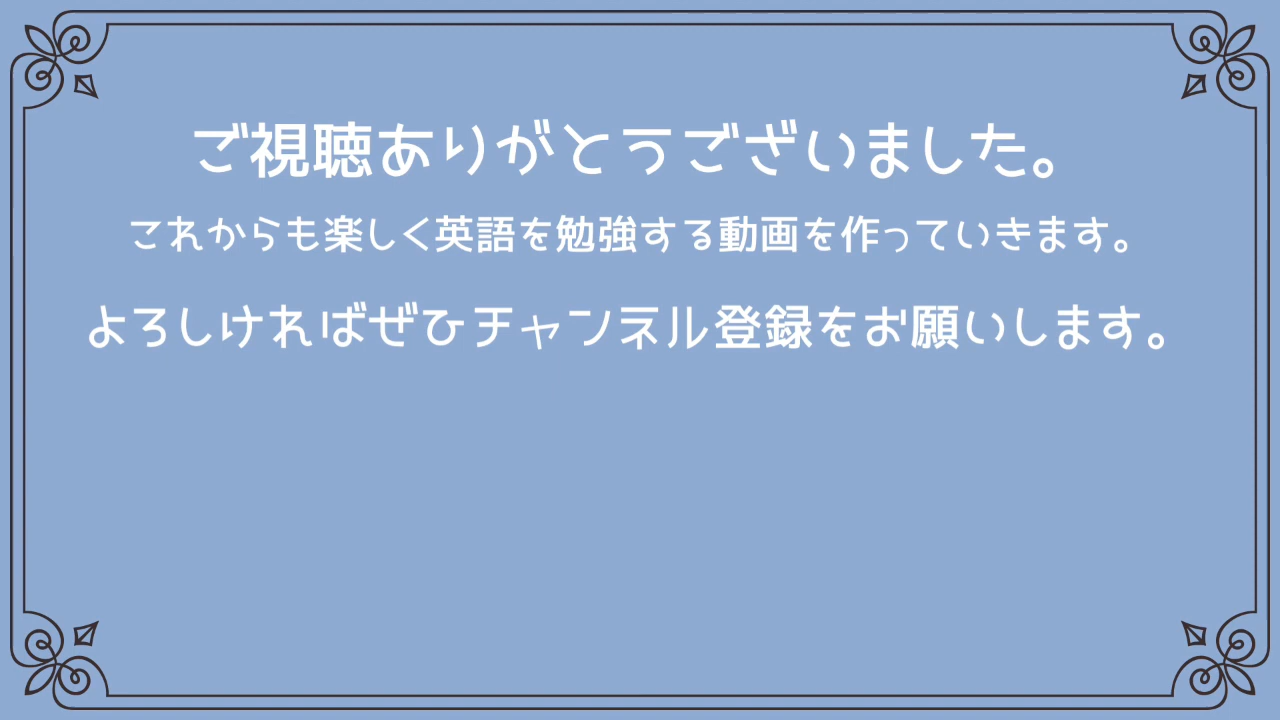 ご視聴ありがとうございました。
これからも楽しく英語を勉強する動画を作っていきます。
よろしければぜひチャンネル登録をお願いします。